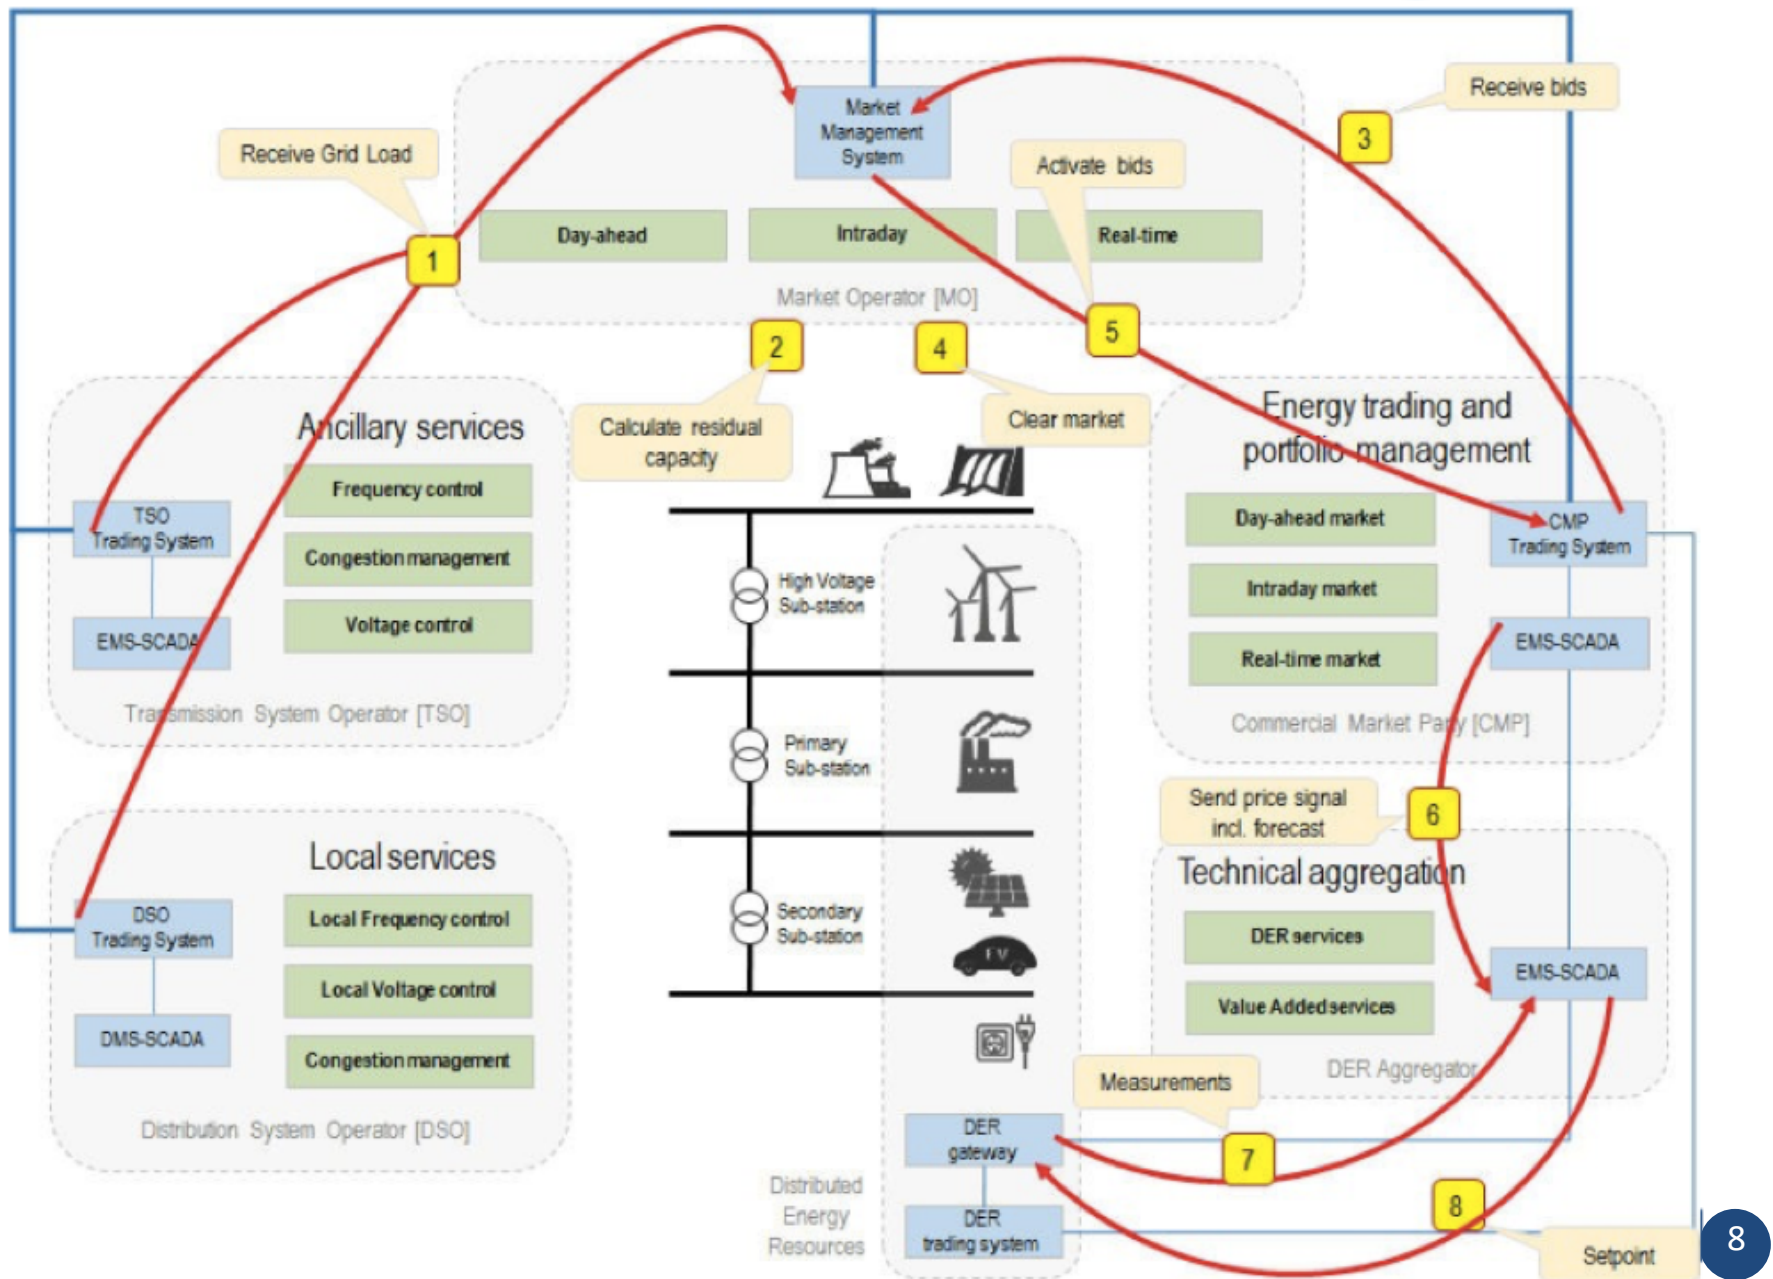 Receive bids
3
Market
Management
System
Receive Grid Load
Activate bids
1
Day-ahead
Intraday
Real-time
Market Operator [MO]
2
4
5
Calculate residual
capacity
Clear market
Ancillary services
Frequency control
Congestion management
Voltage control
TSO
Trading System
EMS-SCADA
Transmission System Operator [TSO]
Energy trading and
portfolio management
Day-ahead market
Intraday market
Real-time market
CMP
Trading System
EMS-SCADA
Commercial Market Party [CMP]
High Voltage
Sub-station
Primary
Sub-station
Secondary
Sub-station
EV
Send price signal
incl. forecast
6
Local services
Local Frequency control
Local Voltage control
Congestion management
DSO
Trading System
DMS-SCADA
Distribution System Operator [DSO]
Technical aggregation
DER services
Value Added services
EMS-SCADA
DER Aggregator
Measurements
7
DER
gateway
Distributed
Energy
Resources
DER
trading system
8
Setpoint
8